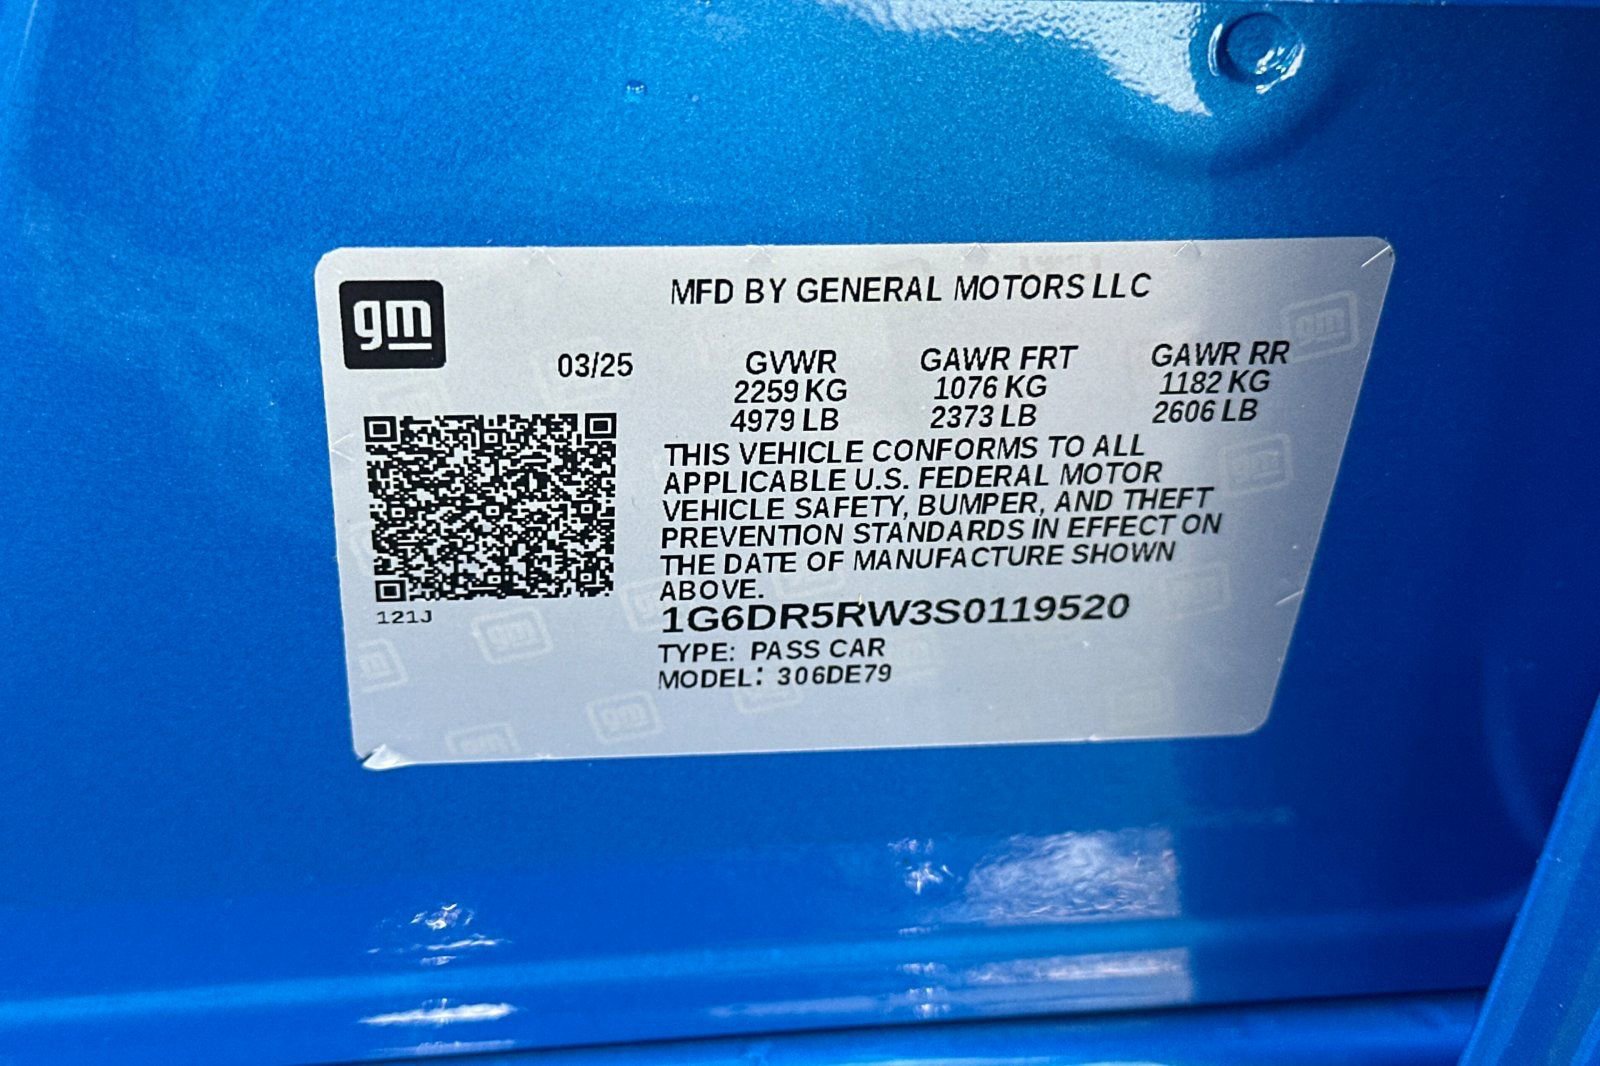 gm
MFD BY GENERAL MOTORS LLC
03/25 GVWR GAWR FRT GAWR RR
2259 KG 1076 KG 1182 KG
4979 LB 2373 LB 2606 LB
THIS VEHICLE CONFORMS TO ALL
APPLICABLE U.S. FEDERAL MOTOR
VEHICLE SAFETY, BUMPER, AND THEFT
PREVENTION STANDARDS IN EFFECT ON
THE DATE OF MANUFACTURE SHOWN
ABOVE.
121J
1G6DR5RW3S0119520
TYPE: PASS CAR
MODEL: 306DE79